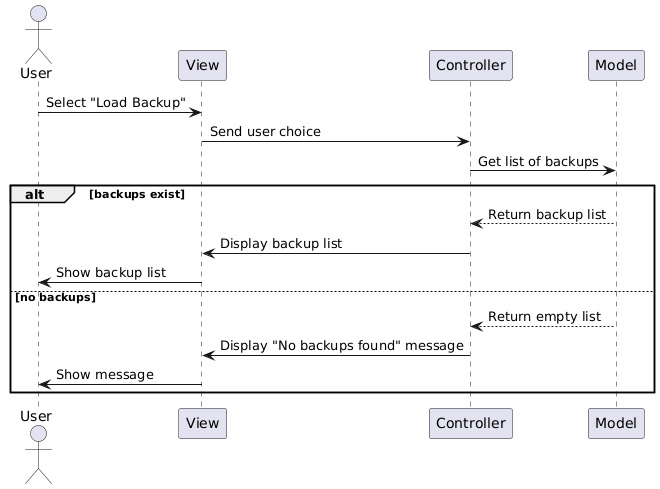 User
View
Controller
Model
Select "Load Backup"
Send user choice
Get list of backups
alt
[backups exist]
Return backup list
Display backup list
Show backup list
[no backups]
Return empty list
Display "No backups found" message
Show message
User
View
Controller
Model